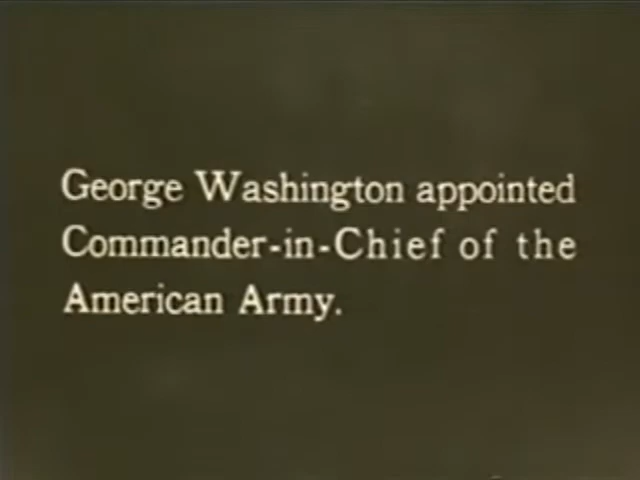 George Washington appointed
Commander-in-Chief of the
American Army.